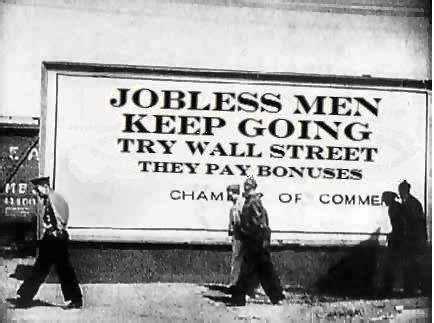 JOBLESS MEN
KEEP GOING
TRY WALL STREET
THEY PAY BONUSES
CHAM OF COMME